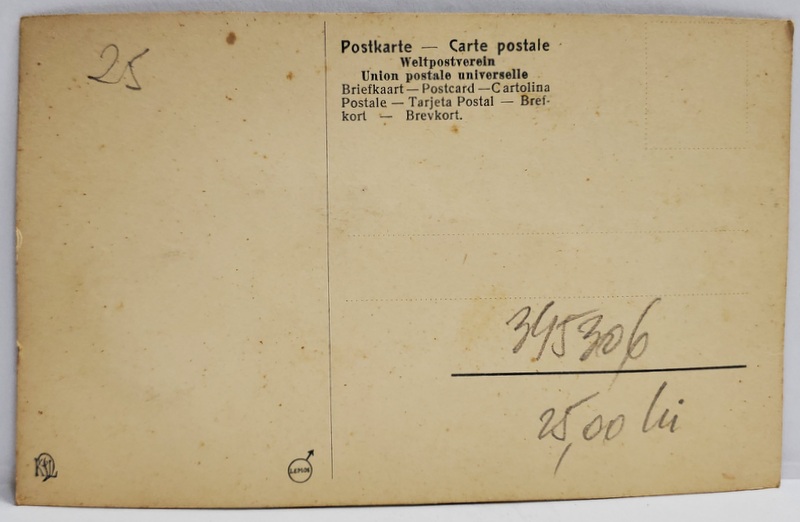 25
Postkarte — Carte postale
Weltpostverein
Union postale universelle
Briefkaart — Postcard — Cartolina
Postale — Tarjeta Postal — Bref-
kort — Brevkort.
395306
25,00 lei